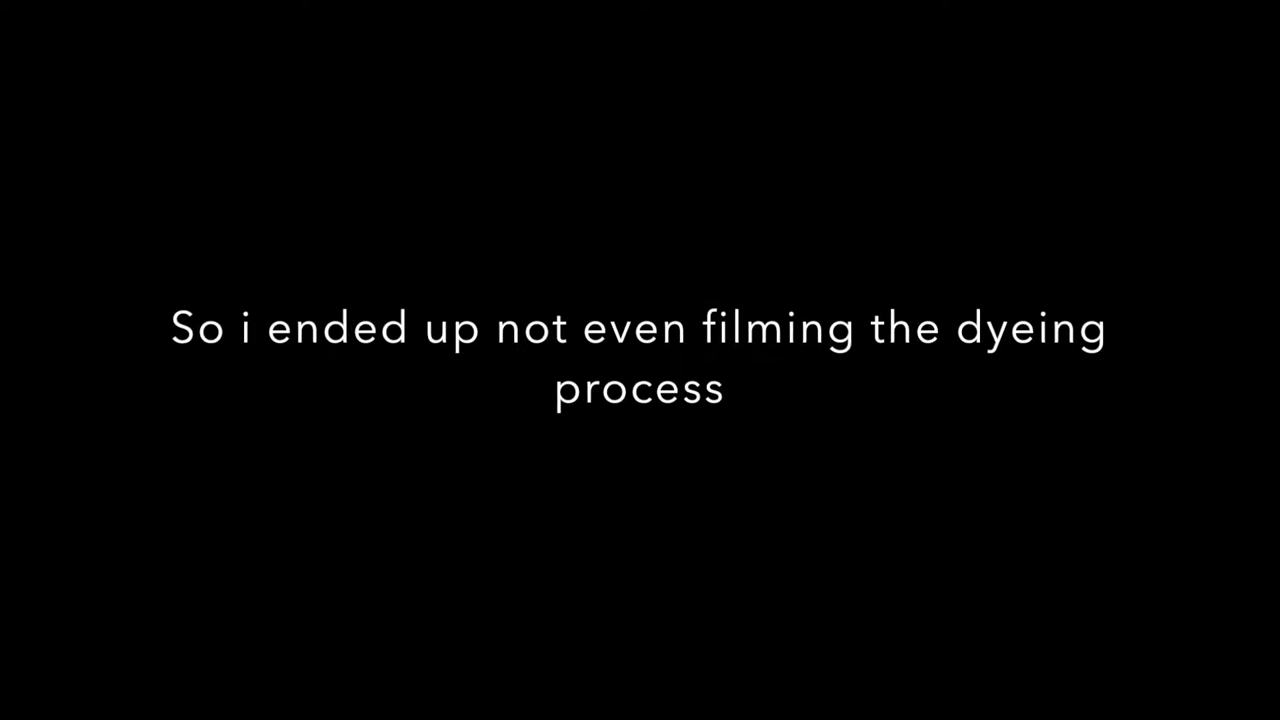 So i ended up not even filming the dyeing
process